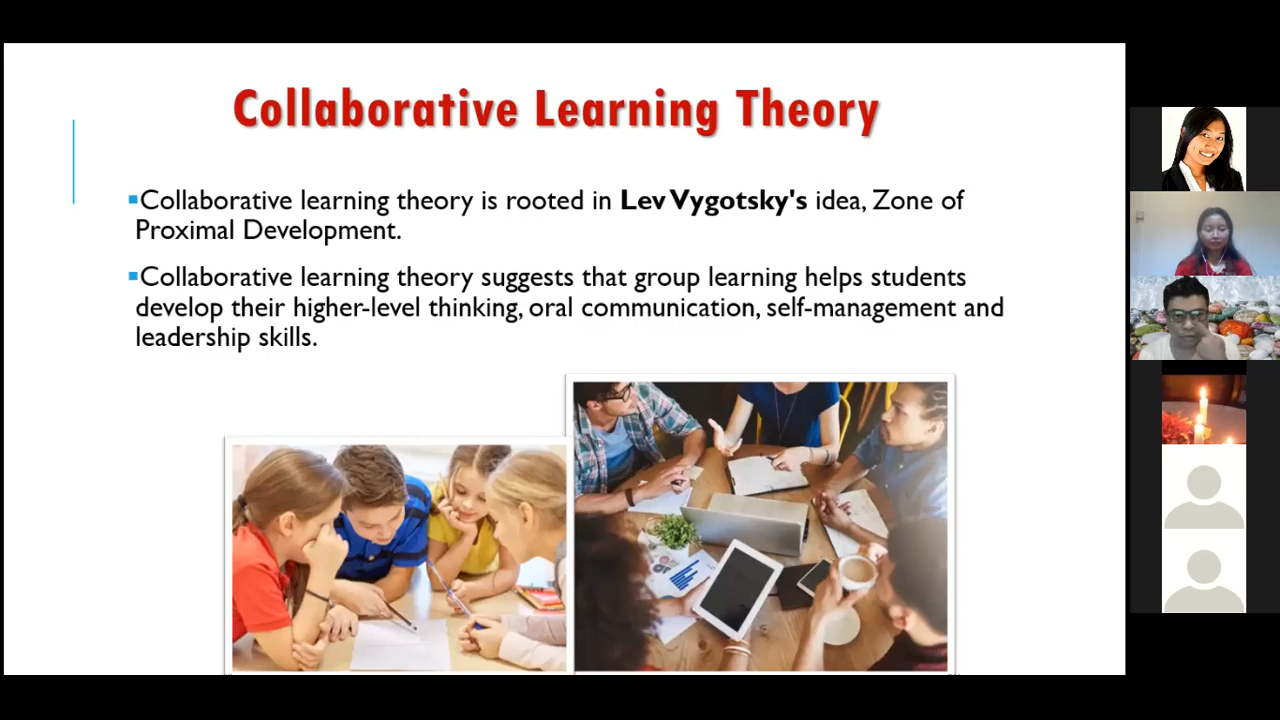 Collaborative Learning Theory
▪Collaborative learning theory is rooted in Lev Vygotsky's idea, Zone of
Proximal Development.
▪Collaborative learning theory suggests that group learning helps students
develop their higher-level thinking, oral communication, self-management and
leadership skills.